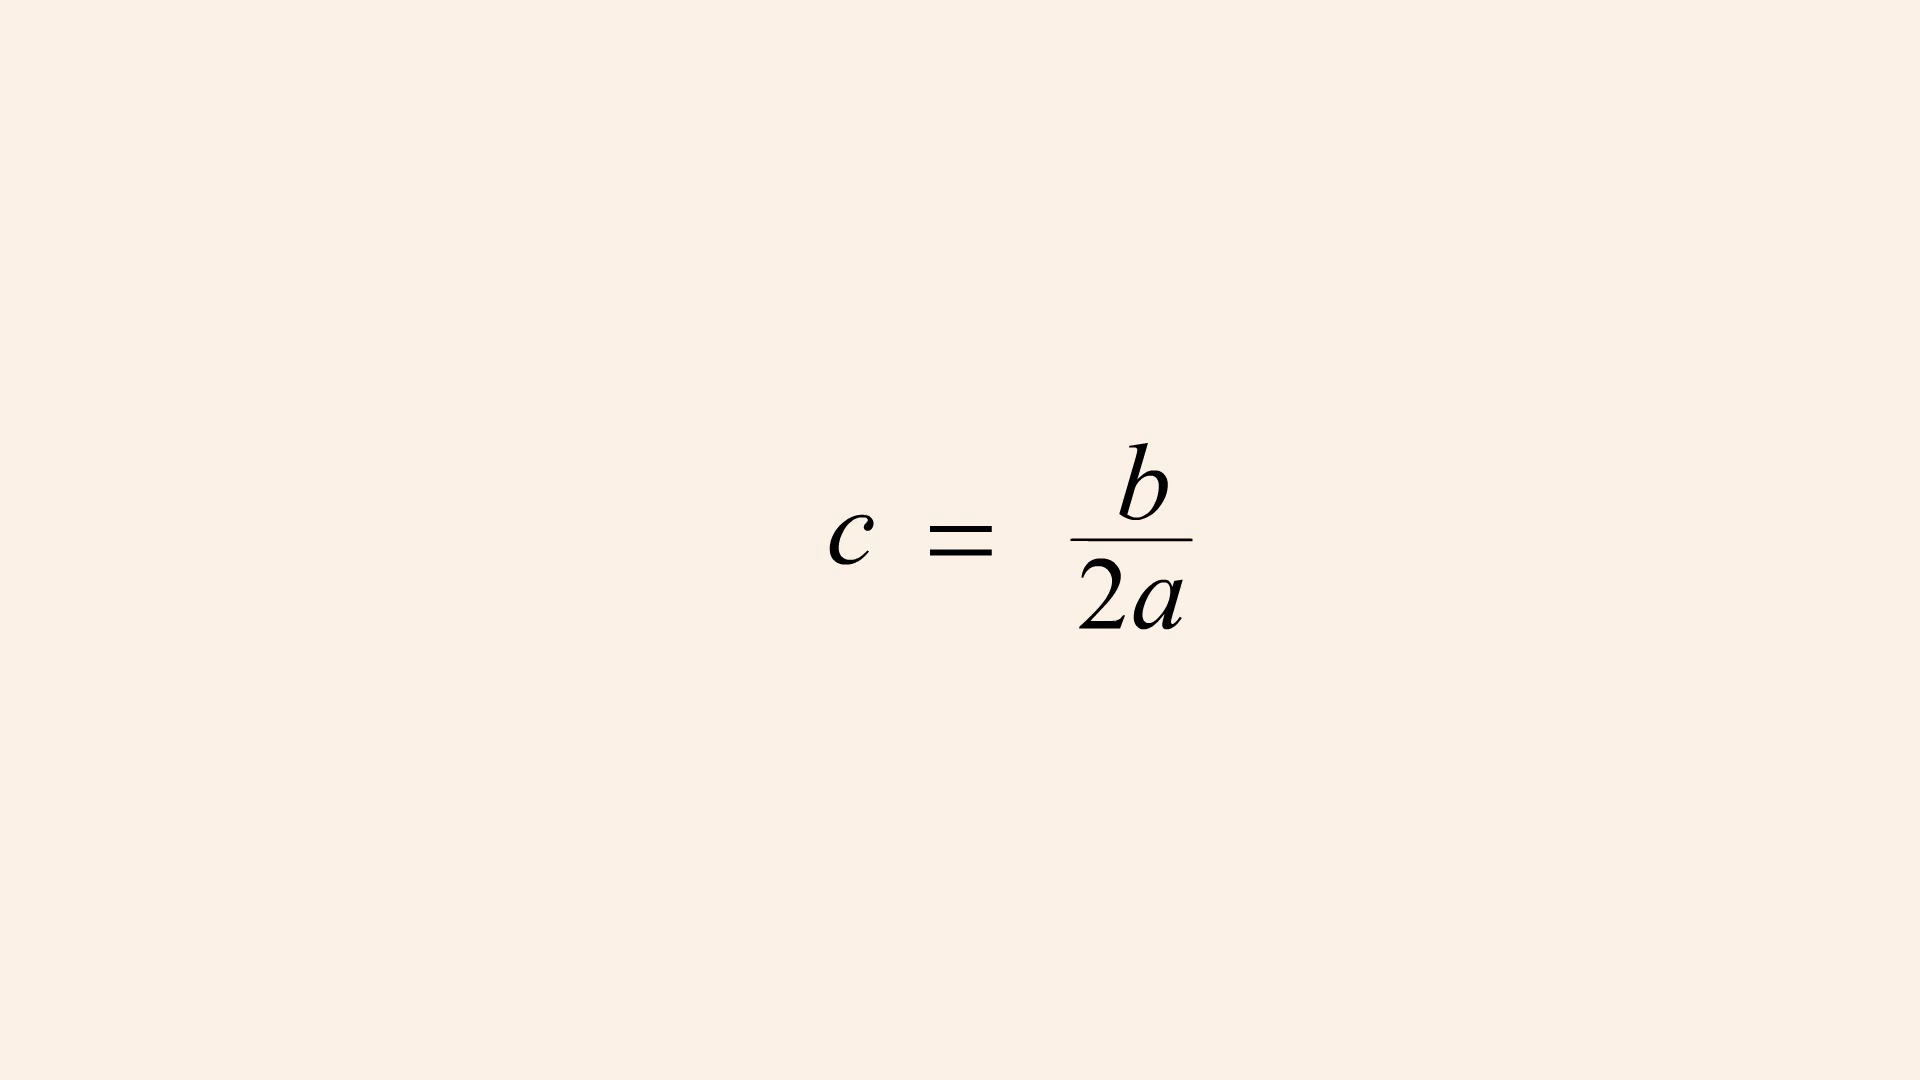 c = b/2a